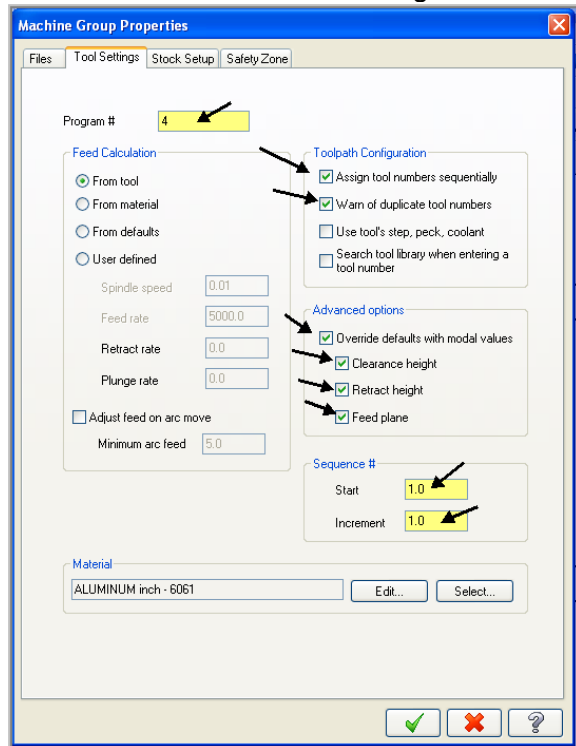 Machine Group Properties
Files
Tool Settings
Stock Setup
Safety Zone
Program #
4
Feed Calculation
From tool
From material
From defaults
User defined
Spindle speed
0.01
Feed rate
5000.0
Retract rate
0.0
Plunge rate
0.0
Adjust feed on arc move
Minimum arc feed
5.0
Toolpath Configuration
Assign tool numbers sequentially
Warn of duplicate tool numbers
Use tool's step, peck, coolant
Search tool library when entering a
tool number
Advanced options
Override defaults with modal values
Clearance height
Retract height
Feed plane
Sequence #
Start
1.0
Increment
1.0
Material
ALUMINUM inch - 6061
Edit...
Select...
?